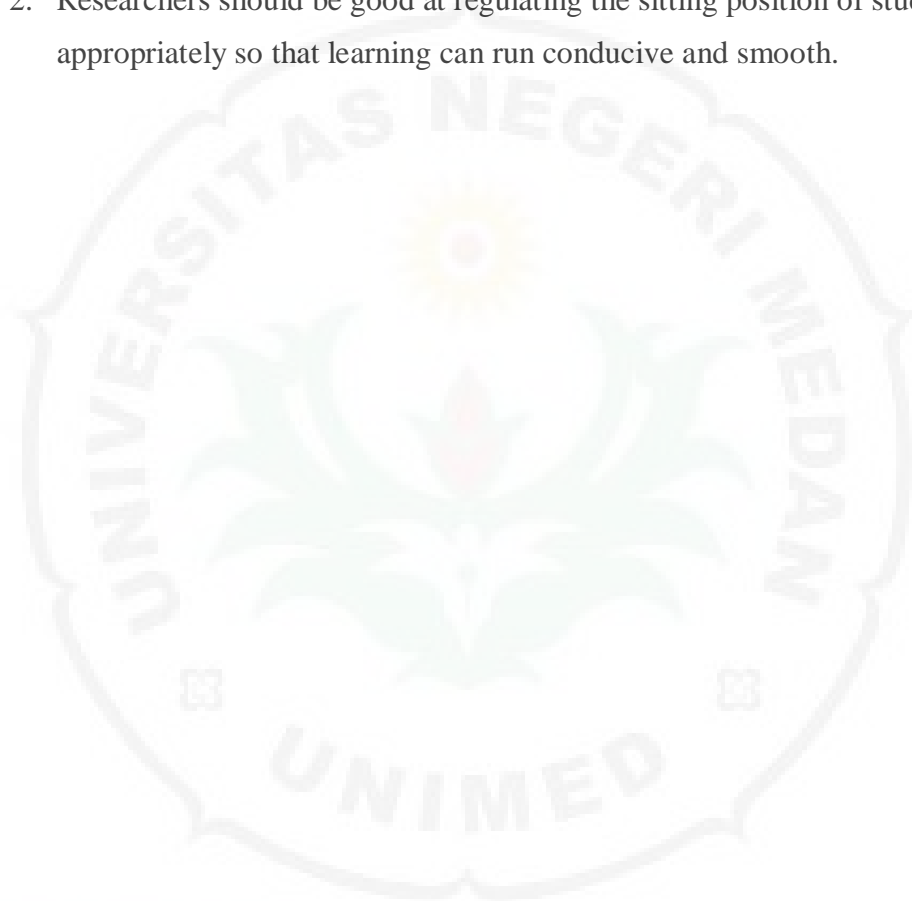 2. Researchers should be good at regulating the sitting position of
appropriately so that learning can run conducive and smooth.
UNIVERSITAS NEGERI MEDAN
UNIMED